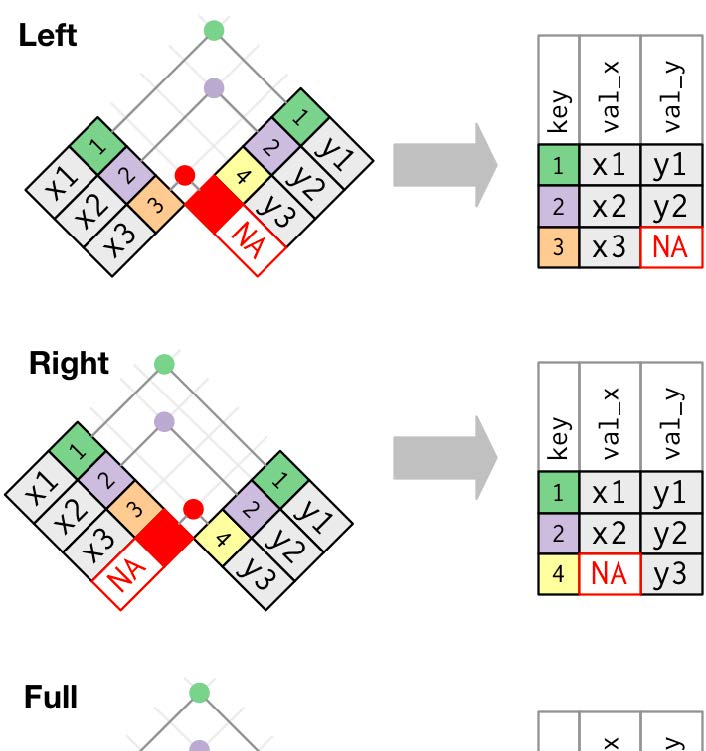 Left
1 x1
2 x2
3 x3
1 y1
2 y2
4 y3
NA
key val_x val_y
1 x1 y1
2 x2 y2
3 x3 NA
Right
1 x1
2 x2
3 x3
NA
1 y1
2 y2
4 y3
key val_x val_y
1 x1 y1
2 x2 y2
4 NA y3
Full
x y